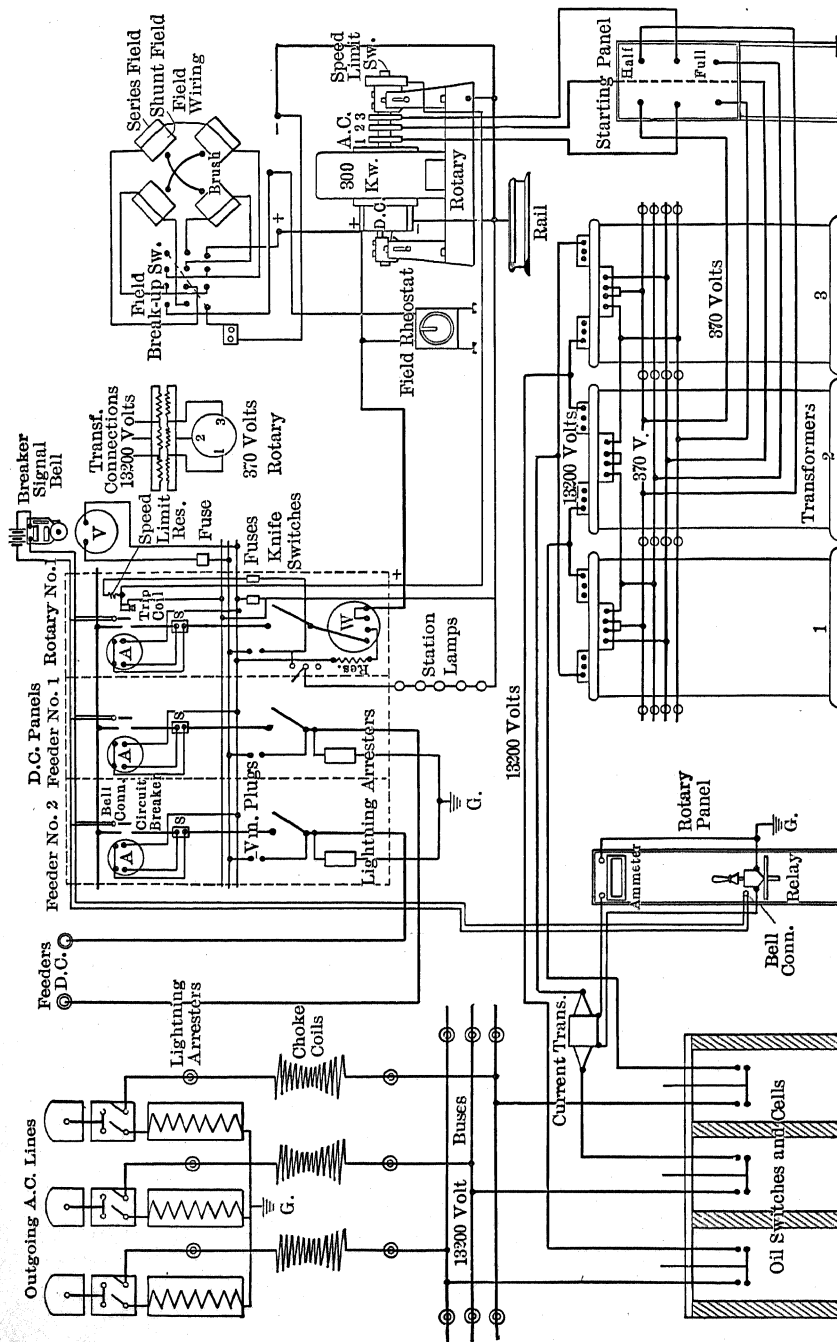 Outgoing A.C. Lines
Lightning
Arresters
Choke
Coils
G.
13200 Volt
Buses
Oil Switches and Cells
Current Trans.
Feeders
D.C.
D.C. Panels
Feeder No. 2
Feeder No. 1
Rotary No. 1
Bell
Conn.
Circuit
Breaker
A
A
A
S
S
S
Trip
Coil
V.m. Plugs
Lightning Arresters
G.
W
Res.
Station
Lamps
+
Breaker
Signal
Bell
V
Speed
Limit
Res.
Fuse
Fuses
Knife
Switches
Transf.
Connections
13200 Volts
1
2
3
370 Volts
Rotary
Series Field
Shunt Field
Field
Wiring
Brush
Field
Break-up Sw.
+
−
Field Rheostat
+
−
D.C.
300
Kw.
A.C.
1 2 3
Speed
Limit
Sw.
Rotary
Rail
Starting Panel
Half
Full
13200 Volts
13200 Volts
370 V.
370 Volts
Transformers
1
2
3
Rotary
Panel
Ammeter
Relay
G.
Bell
Conn.